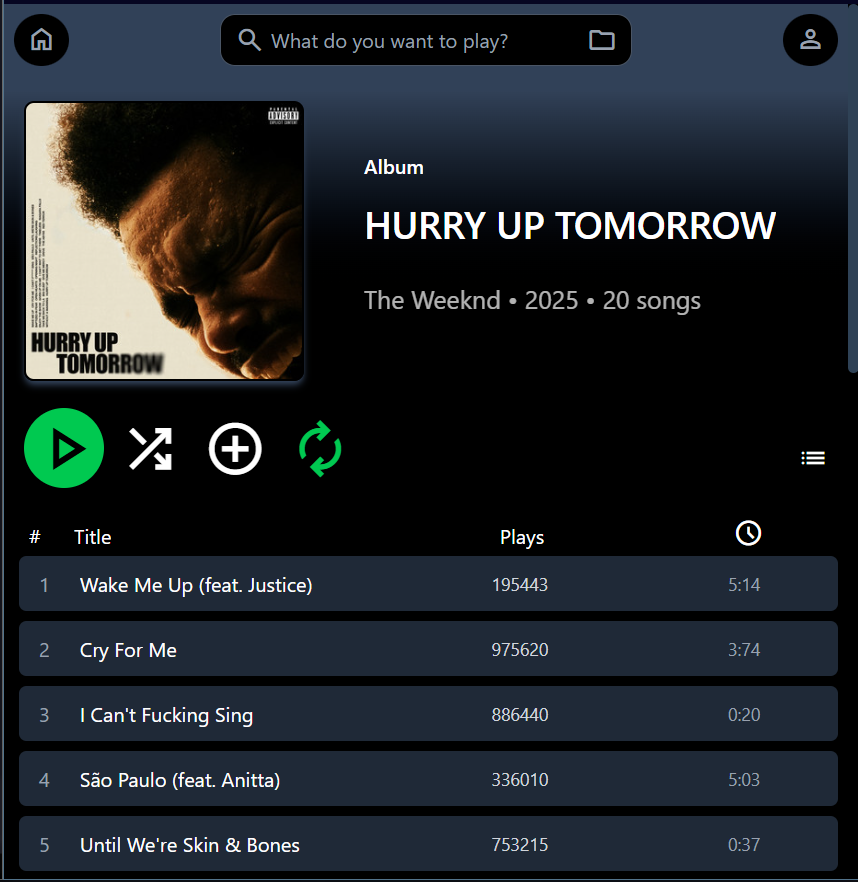 What do you want to play?
PARENTAL
ADVISORY
EXPLICIT CONTENT
Album
HURRY UP TOMORROW
The Weeknd • 2025 • 20 songs
HURRY UP
TOMORROW
# Title Plays
1 Wake Me Up (feat. Justice) 195443 5:14
2 Cry For Me 975620 3:74
3 I Can't Fucking Sing 886440 0:20
4 São Paulo (feat. Anitta) 336010 5:03
5 Until We're Skin & Bones 753215 0:37